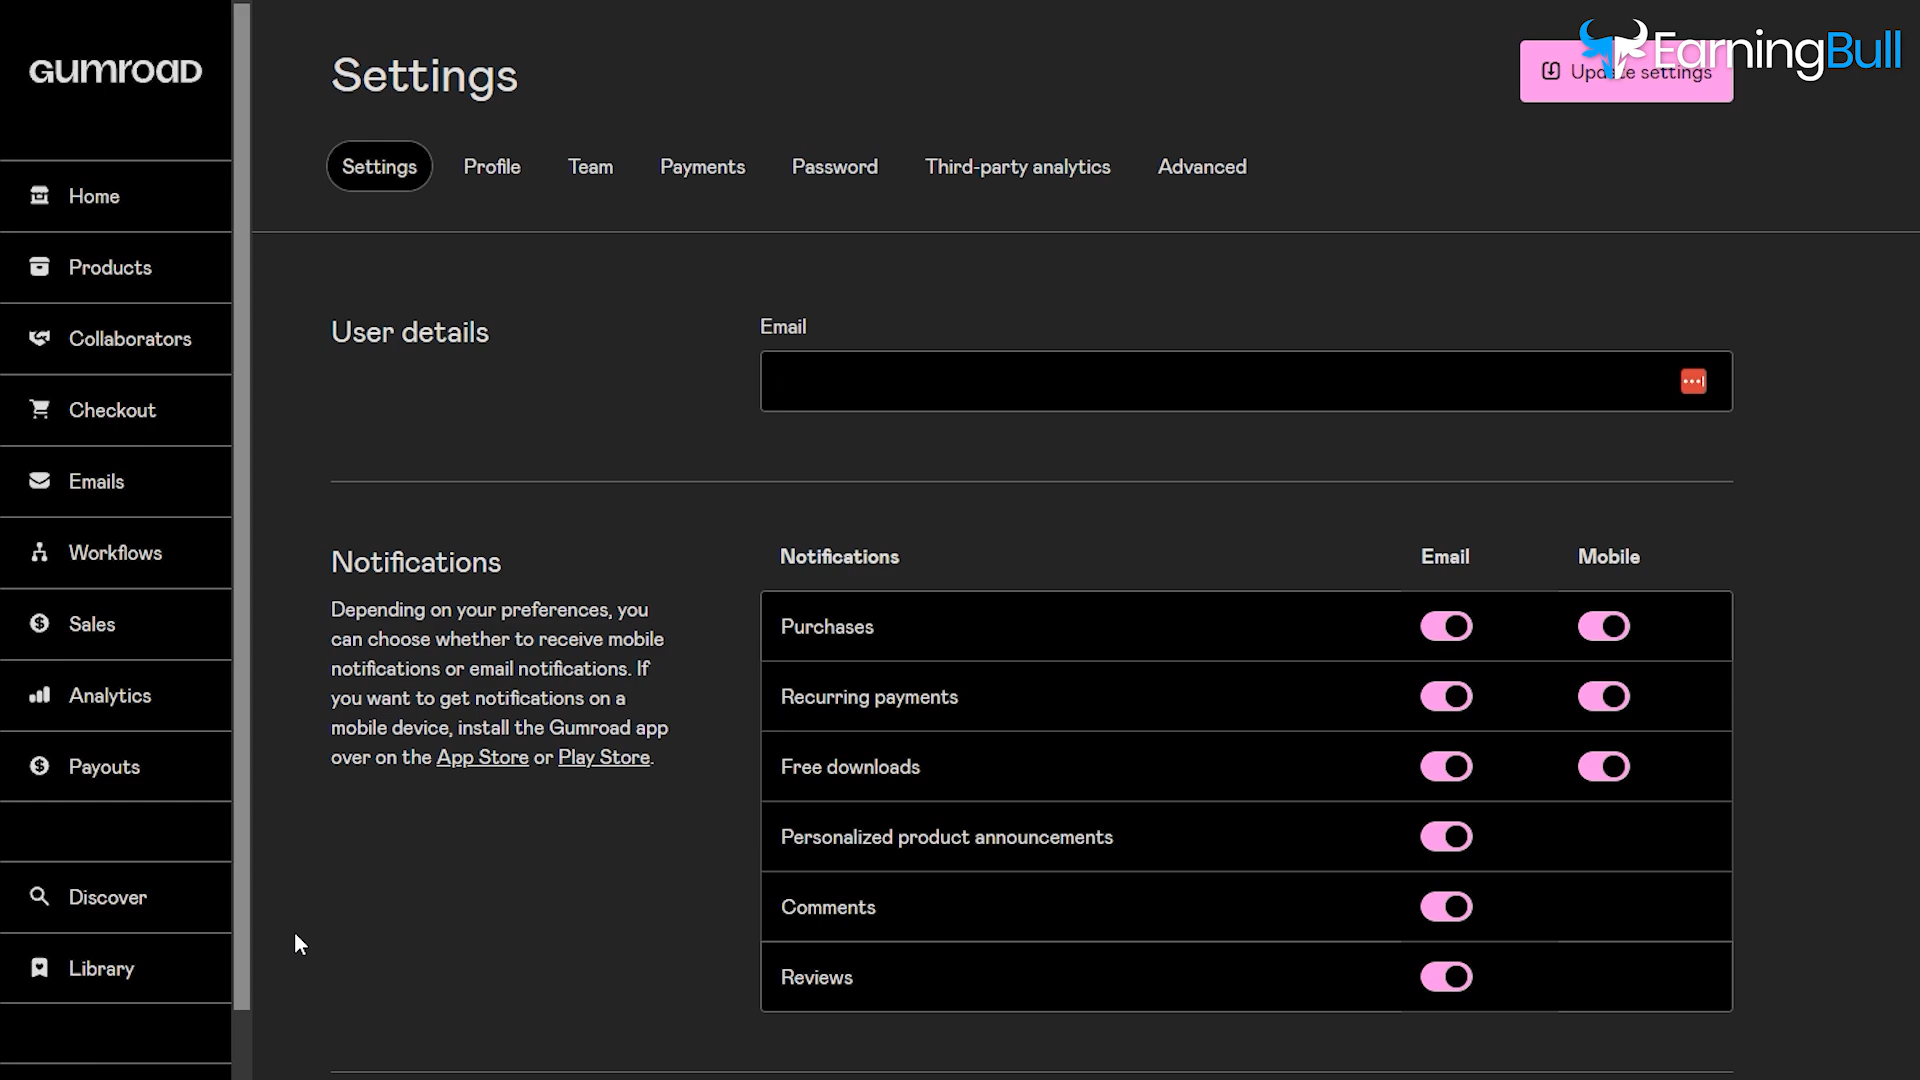 GUMROAD
Home
Products
Collaborators
Checkout
Emails
Workflows
Sales
Analytics
Payouts
Discover
Library
Settings
Update settings
EarningBull
Settings
Profile
Team
Payments
Password
Third-party analytics
Advanced
User details
Email
Notifications
Depending on your preferences, you
can choose whether to receive mobile
notifications or email notifications. If
you want to get notifications on a
mobile device, install the Gumroad app
over on the App Store or Play Store.
Notifications Email Mobile
Purchases
Recurring payments
Free downloads
Personalized product announcements
Comments
Reviews